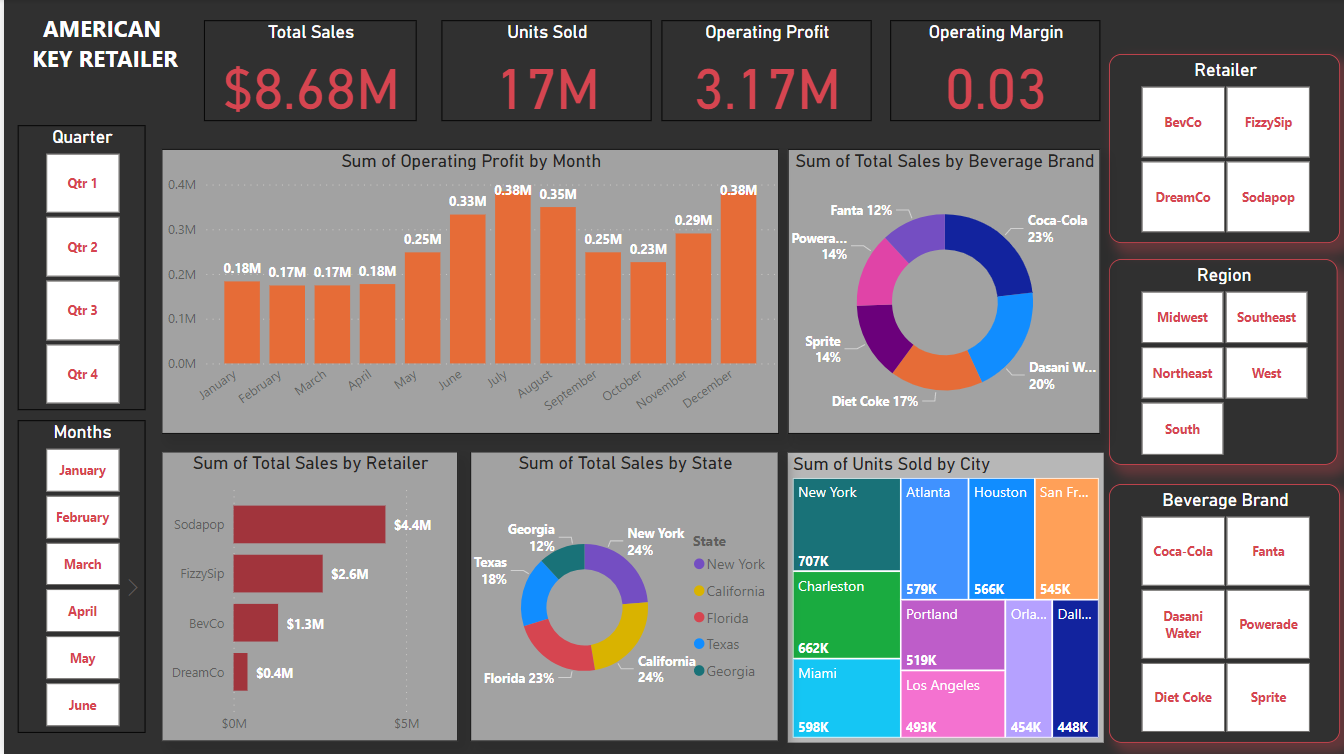 AMERICAN
KEY RETAILER
Total Sales
$8.68M
Units Sold
17M
Operating Profit
3.17M
Operating Margin
0.03
Quarter
Qtr 1
Qtr 2
Qtr 3
Qtr 4
Months
January
February
March
April
May
June
Sum of Operating Profit by Month
0.4M
0.3M
0.2M
0.1M
0.0M
0.18M
0.17M
0.17M
0.18M
0.25M
0.33M
0.38M
0.35M
0.25M
0.23M
0.29M
0.38M
January
February
March
April
May
June
July
August
September
October
November
December
Sum of Total Sales by Beverage Brand
Fanta 12%
Coca-Cola
23%
Powera...
14%
Sprite
14%
Dasani W...
20%
Diet Coke 17%
Sum of Total Sales by Retailer
Sodapop
$4.4M
FizzySip
$2.6M
BevCo
$1.3M
DreamCo
$0.4M
$0M
$5M
Sum of Total Sales by State
Georgia
12%
New York
24%
Texas
18%
Florida 23%
California
24%
State
New York
California
Florida
Texas
Georgia
Sum of Units Sold by City
New York
707K
Charleston
662K
Miami
598K
Atlanta
579K
Houston
566K
San Fr...
545K
Portland
519K
Los Angeles
493K
Orla...
454K
Dall...
448K
Retailer
BevCo
FizzySip
DreamCo
Sodapop
Region
Midwest
Southeast
Northeast
West
South
Beverage Brand
Coca-Cola
Fanta
Dasani
Water
Powerade
Diet Coke
Sprite